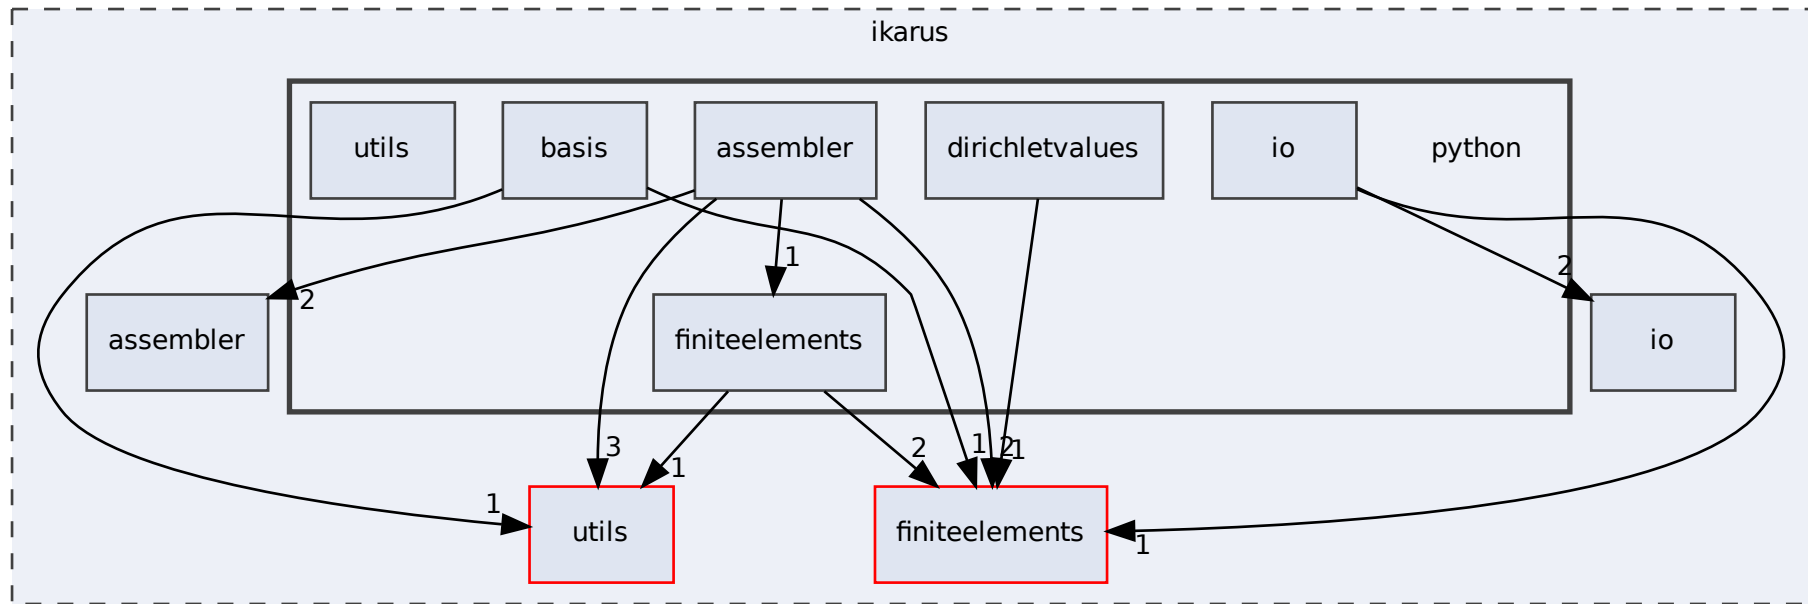 ikarus
utils
basis
assembler
dirichletvalues
io
python
1
2
2
assembler
finiteelements
io
3
1
2
1
2
1
1
1
utils
finiteelements